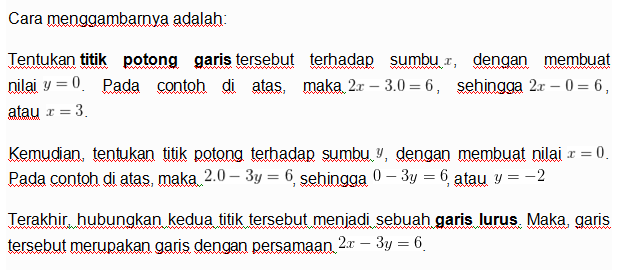 Cara menggambarnya adalah:
Tentukan titik potong garis tersebut terhadap sumbu x, dengan membuat
nilai y = 0. Pada contoh di atas, maka 2x − 3.0 = 6, sehingga 2x − 0 = 6,
atau x = 3.
Kemudian, tentukan titik potong terhadap sumbu y, dengan membuat nilai x = 0.
Pada contoh di atas, maka 2.0 − 3y = 6, sehingga 0 − 3y = 6, atau y = −2
Terakhir, hubungkan kedua titik tersebut menjadi sebuah garis lurus. Maka, garis
tersebut merupakan garis dengan persamaan 2x − 3y = 6.